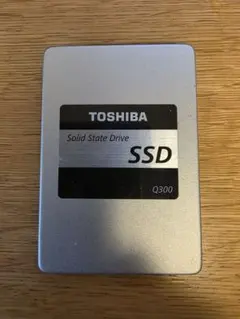 TOSHIBA
Solid State Drive
SSD
Q300